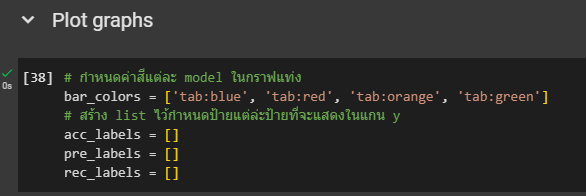 Plot graphs
[38] # กำหนดค่าสีแต่ละ model ในกราฟแท่ง
bar_colors = ['tab:blue', 'tab:red', 'tab:orange', 'tab:green']
# สร้าง list ไว้กำหนดป้ายแต่ล่ะป้ายที่จะแสดงในแกน y
acc_labels = []
pre_labels = []
rec_labels = []
0s